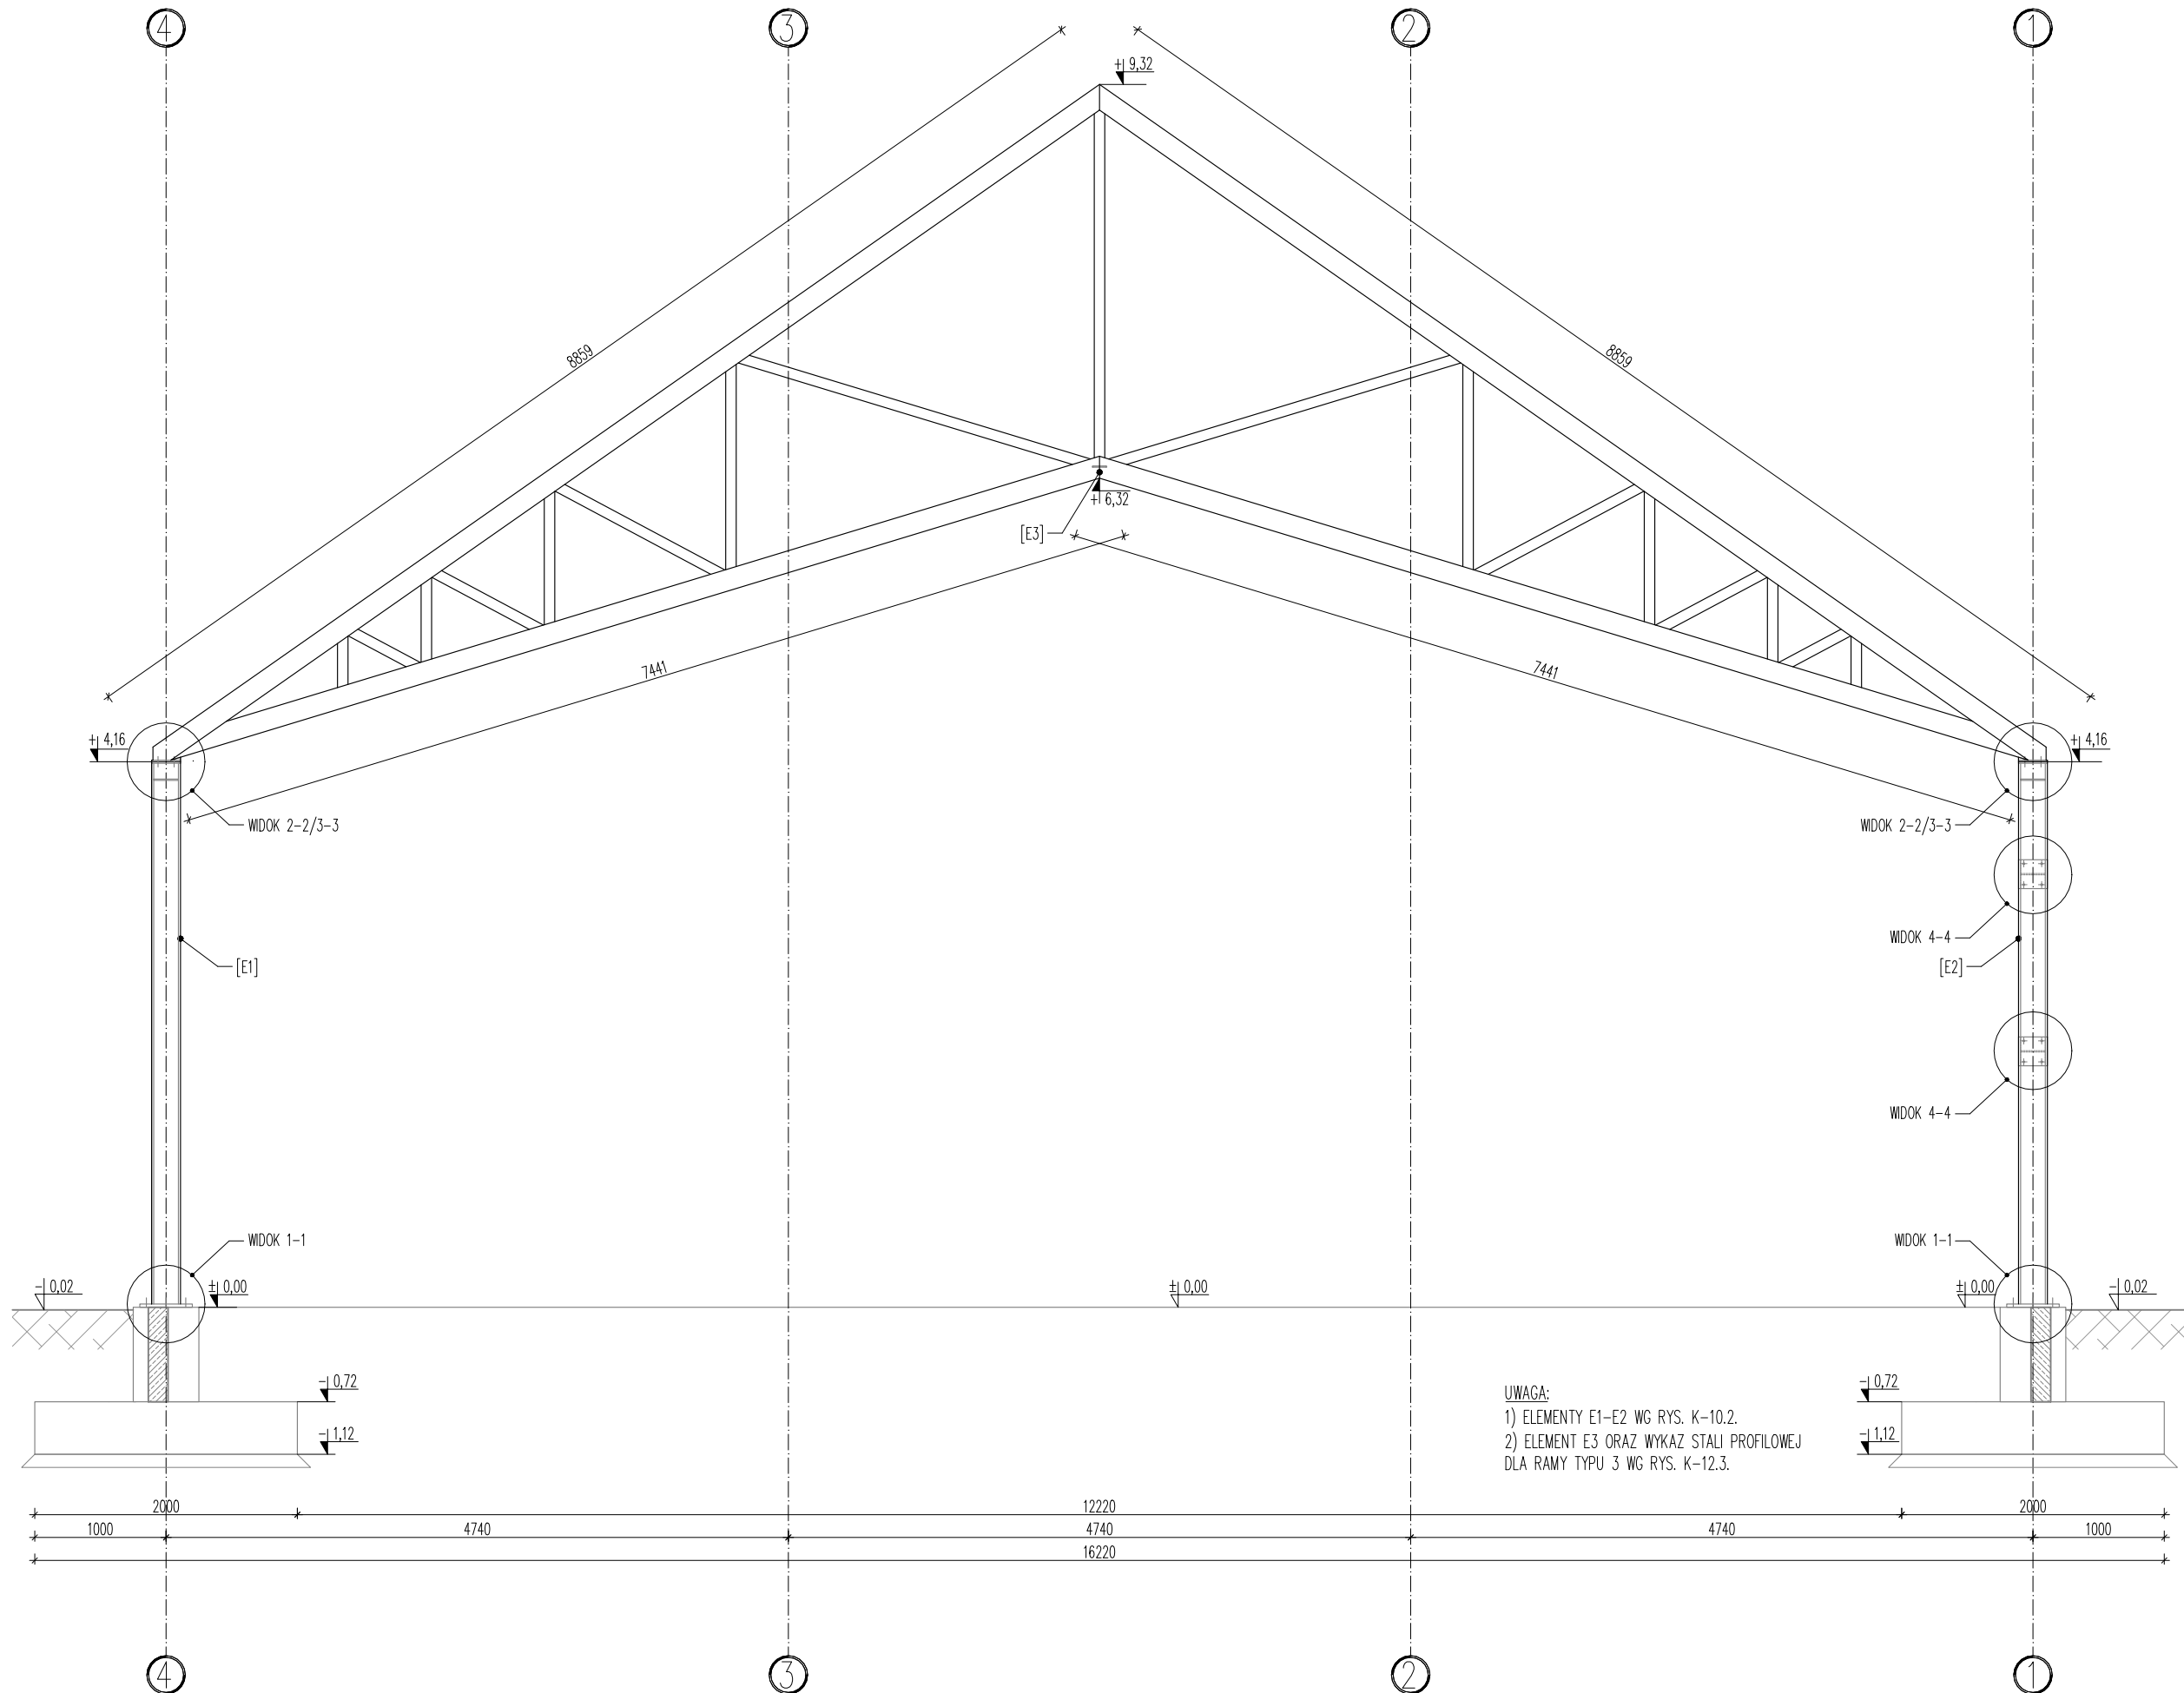 4 3 2 1
+ 9,32
8859 8859
+ 6,32
[E3]
7441 7441
+ 4,16 + 4,16
WIDOK 2-2/3-3 WIDOK 2-2/3-3
WIDOK 4-4
[E1] [E2]
WIDOK 4-4
WIDOK 1-1 WIDOK 1-1
- 0,02 ± 0,00 ± 0,00 ± 0,00 - 0,02
- 0,72 - 0,72
- 1,12 - 1,12
UWAGA:
1) ELEMENTY E1-E2 WG RYS. K-10.2.
2) ELEMENT E3 ORAZ WYKAZ STALI PROFILOWEJ
DLA RAMY TYPU 3 WG RYS. K-12.3.
2000 12220 2000
1000 4740 4740 4740 1000
16220
4 3 2 1